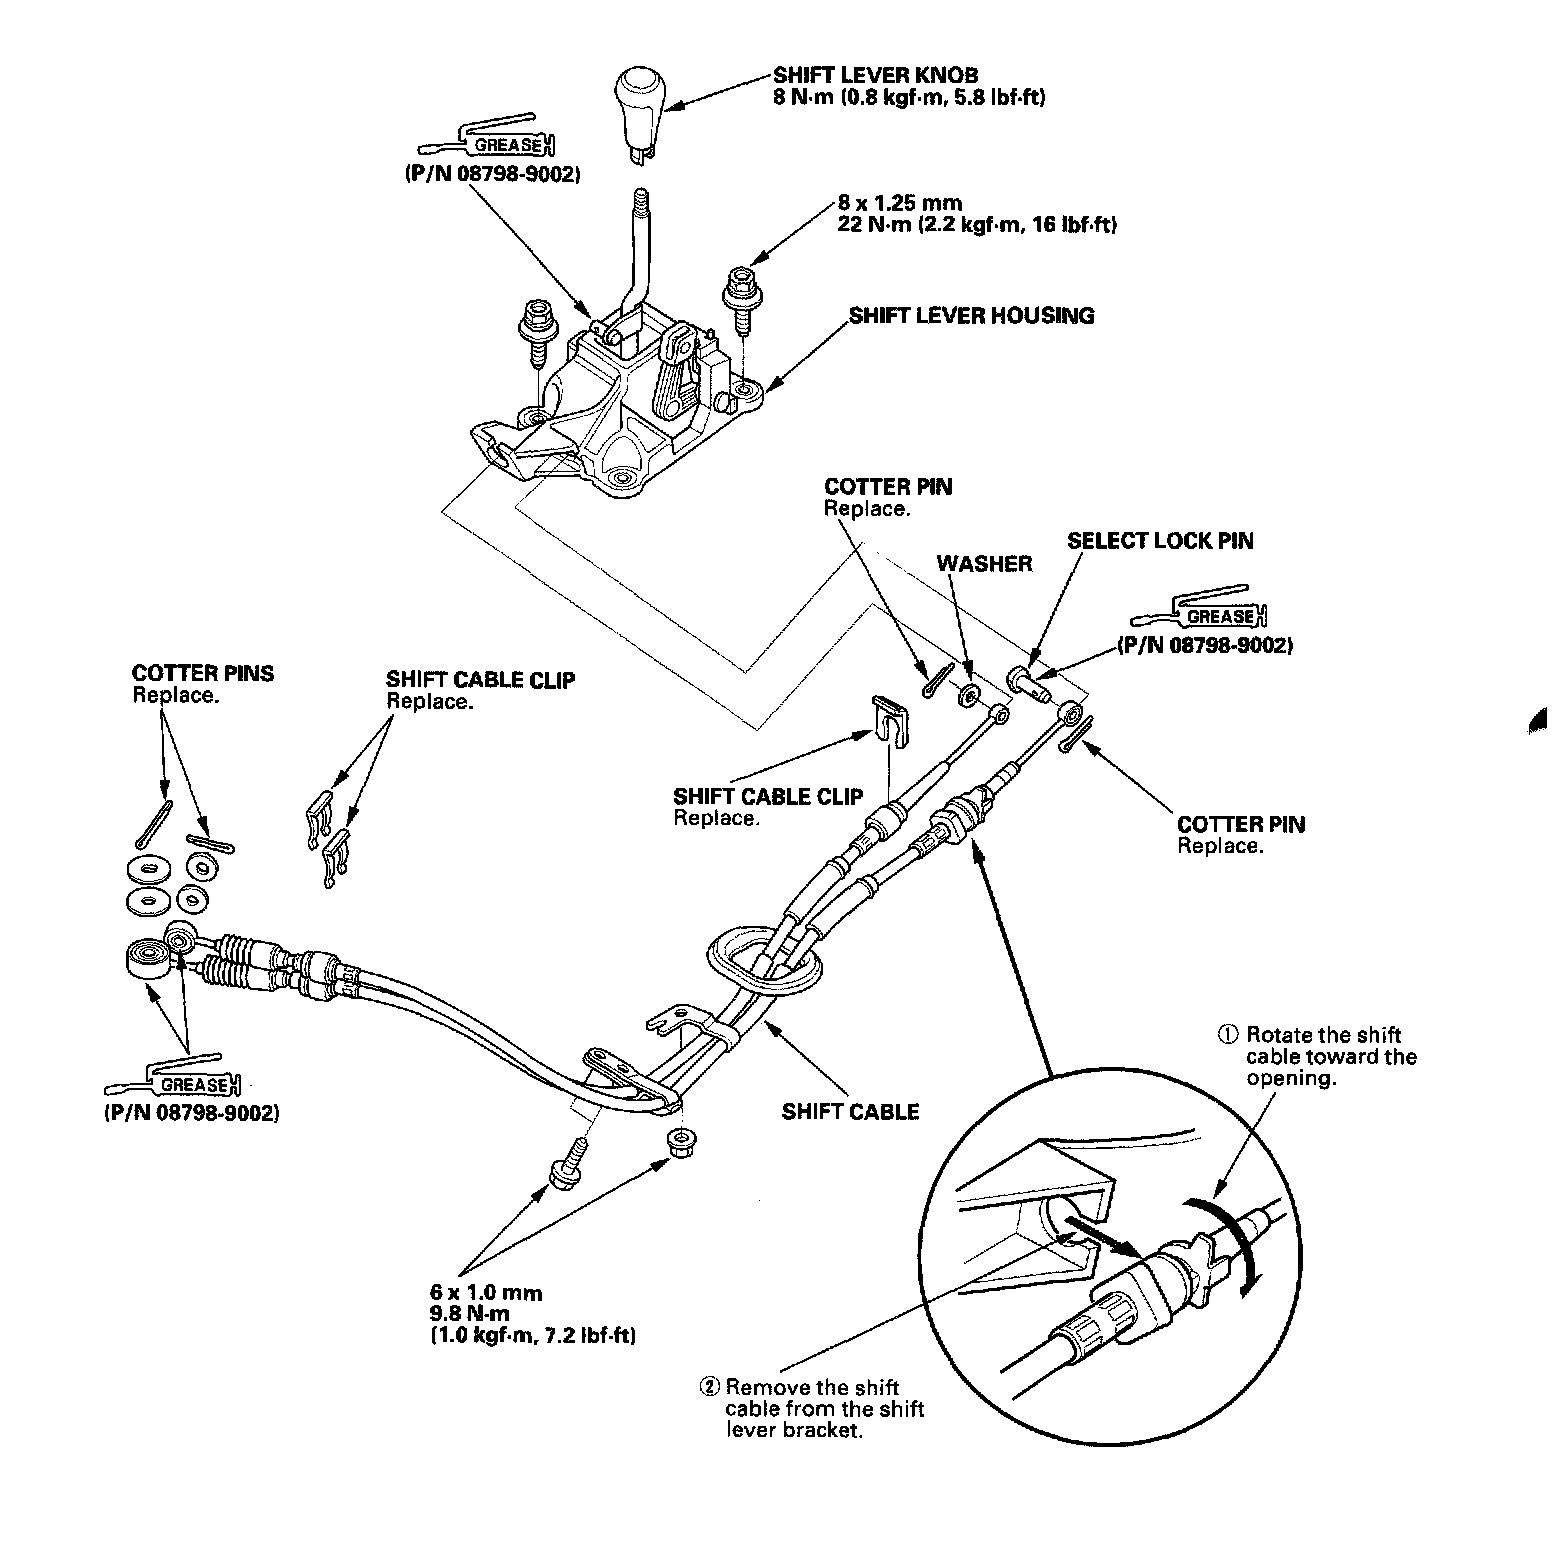 SHIFT LEVER KNOB
8 N·m (0.8 kgf·m, 5.8 lbf·ft)
GREASE
(P/N 08798-9002)
8 x 1.25 mm
22 N·m (2.2 kgf·m, 16 lbf·ft)
SHIFT LEVER HOUSING
COTTER PIN
Replace.
SELECT LOCK PIN
WASHER
GREASE
(P/N 08798-9002)
COTTER PINS
Replace.
SHIFT CABLE CLIP
Replace.
SHIFT CABLE CLIP
Replace.
COTTER PIN
Replace.
① Rotate the shift
cable toward the
opening.
GREASE
(P/N 08798-9002)
SHIFT CABLE
6 x 1.0 mm
9.8 N-m
(1.0 kgf·m, 7.2 lbf·ft)
② Remove the shift
cable from the shift
lever bracket.